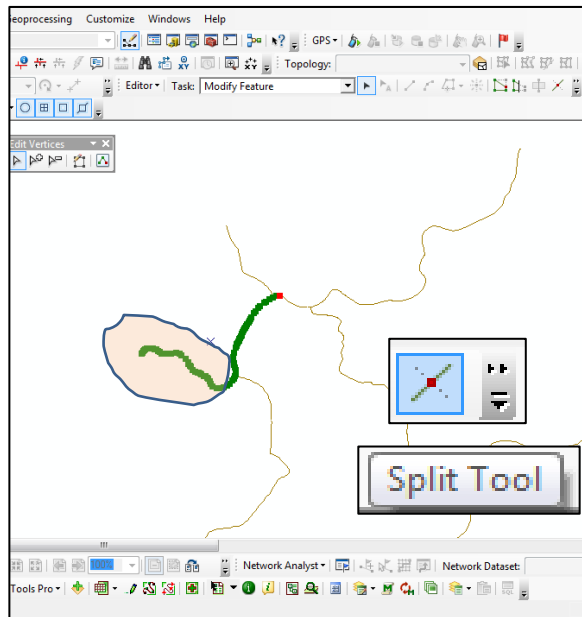 Geoprocessing Customize Windows Help
GPS
Topology:
Editor Task: Modify Feature
Edit Vertices
Split Tool
100% Network Analyst Network Dataset:
Tools Pro